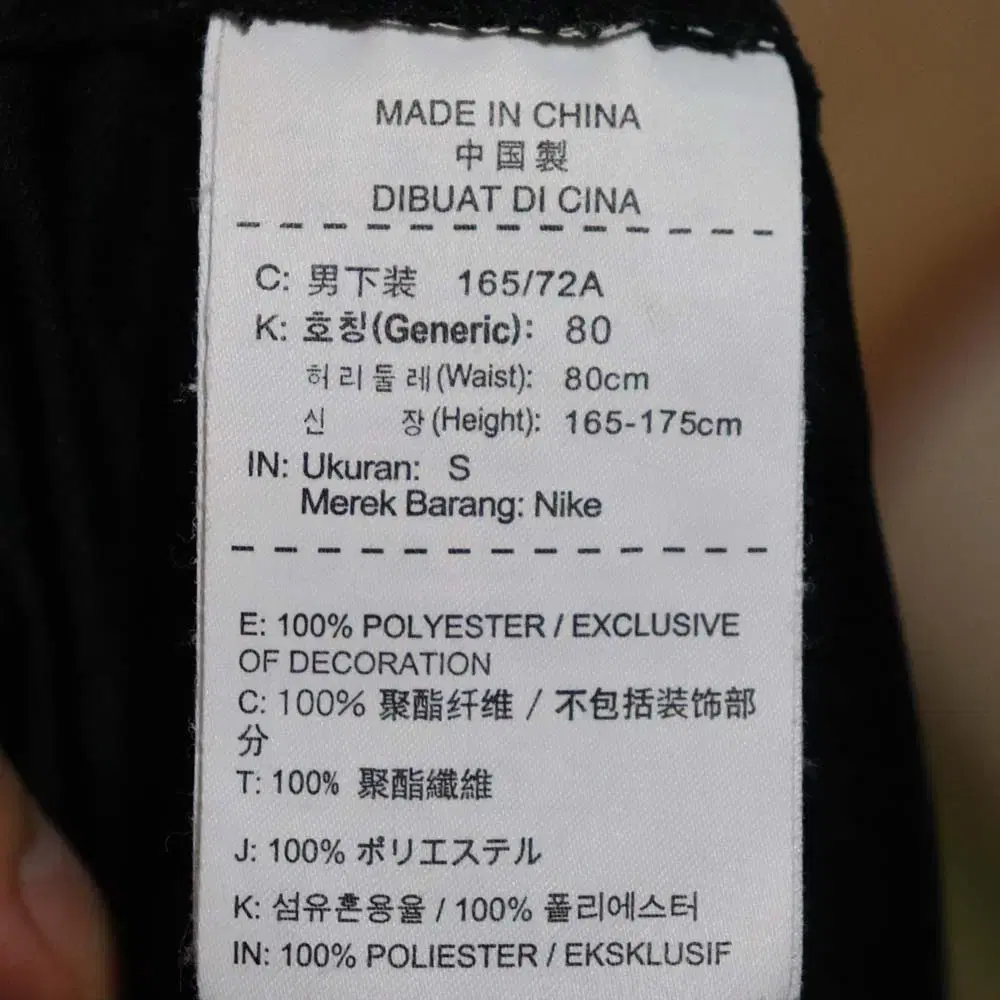 MADE IN CHINA
中国製
DIBUAT DI CINA
C: 男下装 165/72A
K: 호칭(Generic): 80
허리둘레(Waist): 80cm
신 장(Height): 165-175cm
IN: Ukuran: S
Merek Barang: Nike
E: 100% POLYESTER / EXCLUSIVE
OF DECORATION
C: 100% 聚酯纤维 / 不包括装饰部
分
T: 100% 聚酯纖維
J: 100% ポリエステル
K: 섬유혼용율 / 100% 폴리에스터
IN: 100% POLIESTER / EKSKLUSIF